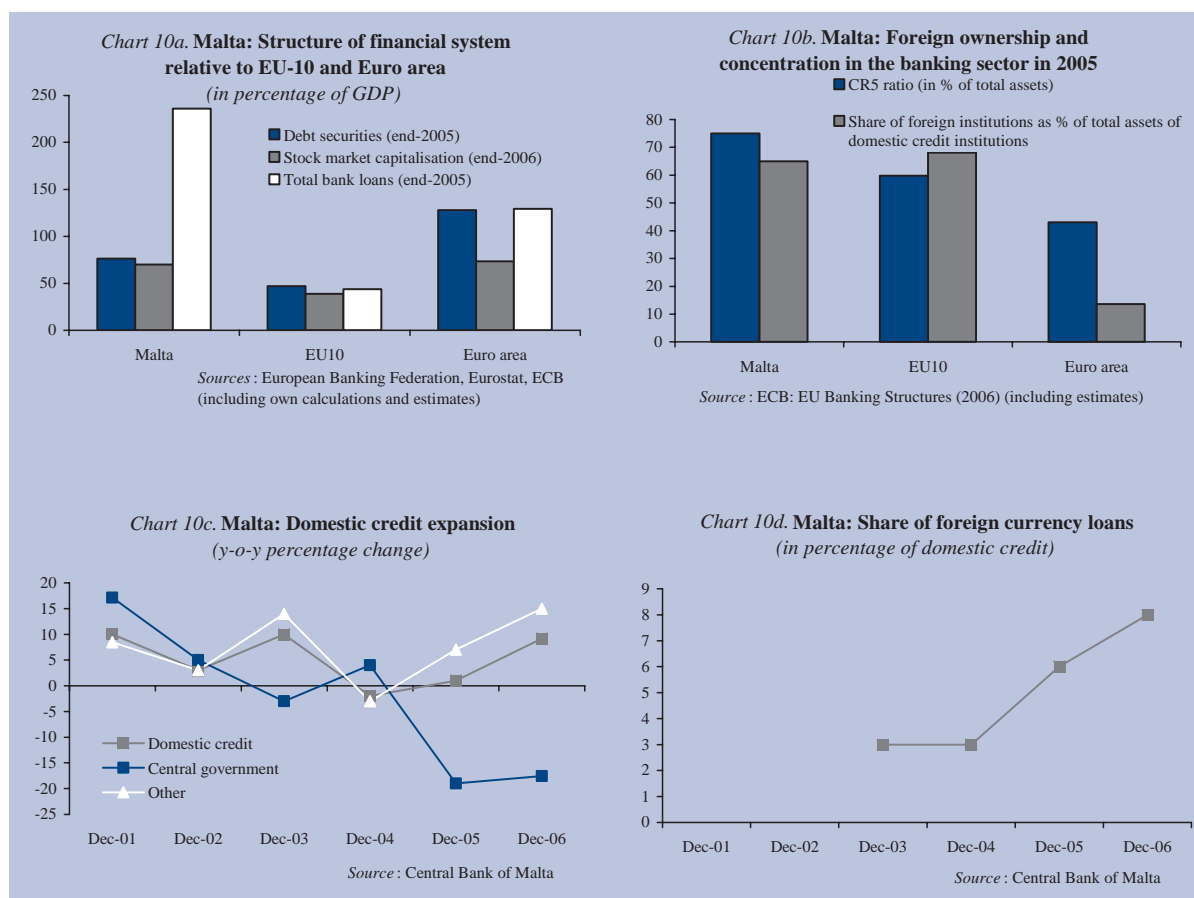 Chart 10a. Malta: Structure of financial system
relative to EU-10 and Euro area
(in percentage of GDP)
250
200
150
100
50
0
Debt securities (end-2005)
Stock market capitalisation (end-2006)
Total bank loans (end-2005)
Malta EU10 Euro area
Sources: European Banking Federation, Eurostat, ECB
(including own calculations and estimates)
Chart 10b. Malta: Foreign ownership and
concentration in the banking sector in 2005
CR5 ratio (in % of total assets)
Share of foreign institutions as % of total assets of
domestic credit institutions
80
70
60
50
40
30
20
10
0
Malta EU10 Euro area
Source: ECB: EU Banking Structures (2006) (including estimates)
Chart 10c. Malta: Domestic credit expansion
(y-o-y percentage change)
20
15
10
5
0
-5
-10
-15
-20
-25
Domestic credit
Central government
Other
Dec-01 Dec-02 Dec-03 Dec-04 Dec-05 Dec-06
Source: Central Bank of Malta
Chart 10d. Malta: Share of foreign currency loans
(in percentage of domestic credit)
9
8
7
6
5
4
3
2
1
0
Dec-01 Dec-02 Dec-03 Dec-04 Dec-05 Dec-06
Source: Central Bank of Malta